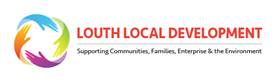 LOUTH LOCAL DEVELOPMENT
Supporting Communities, Families, Enterprise & the Environment